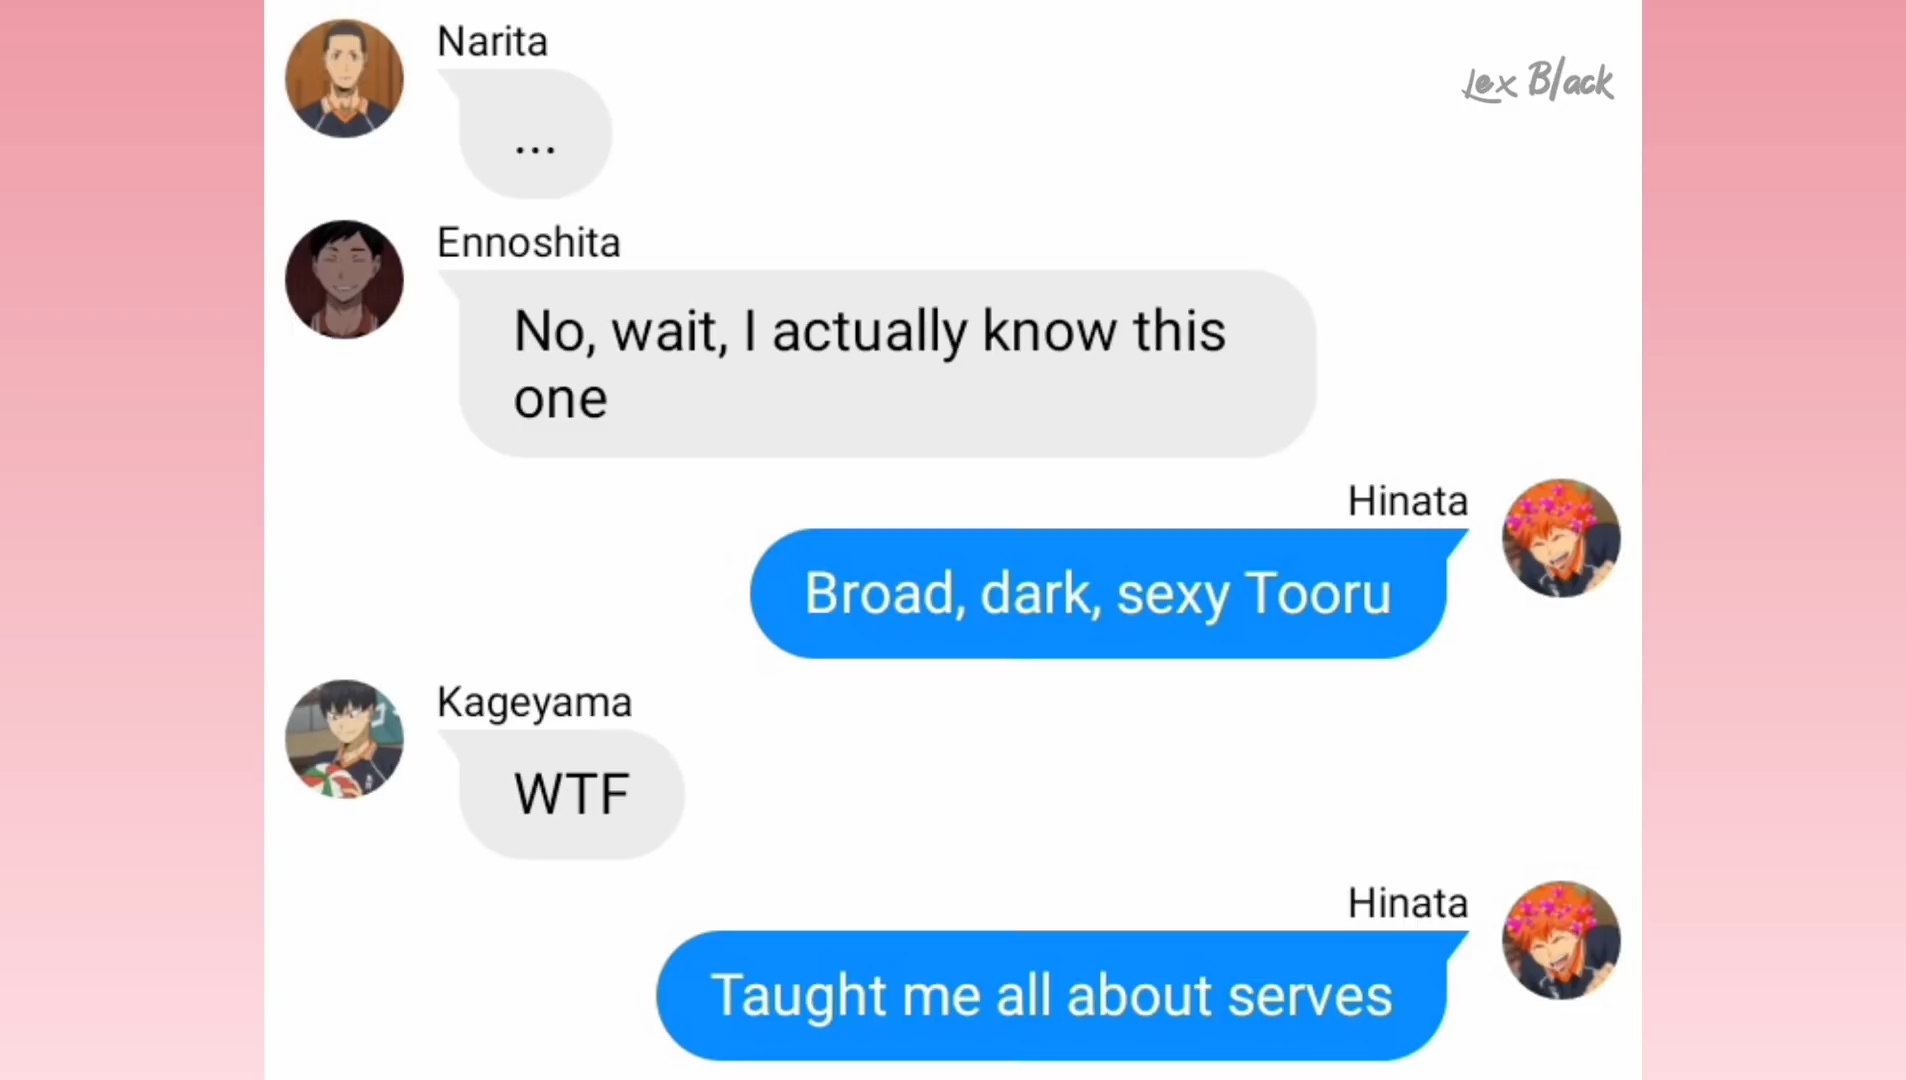 Narita
Lex Black
...
Ennoshita
No, wait, I actually know this
one
Hinata
Broad, dark, sexy Tooru
Kageyama
WTF
Hinata
Taught me all about serves